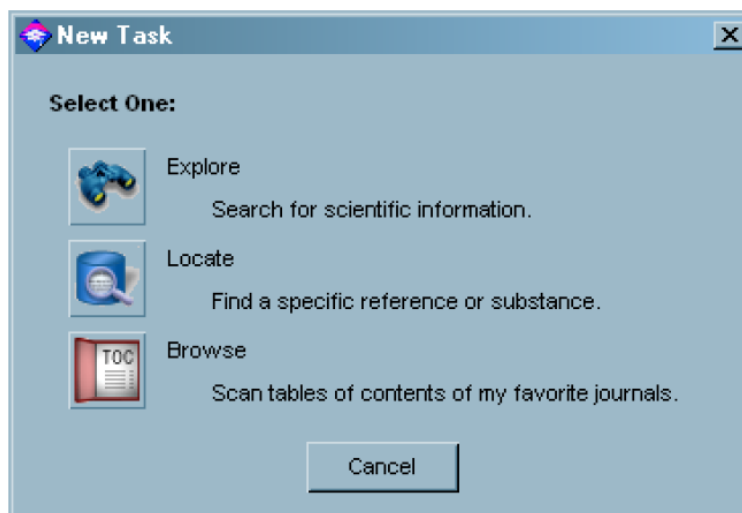 New Task
Select One:
Explore
Search for scientific information.
Locate
Find a specific reference or substance.
TOC
Browse
Scan tables of contents of my favorite journals.
Cancel